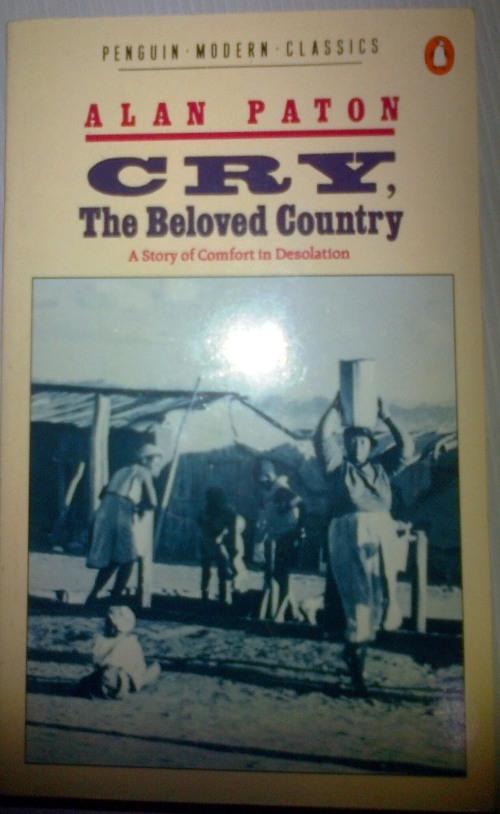 PENGUIN · MODERN · CLASSICS
ALAN PATON
CRY,
The Beloved Country
A Story of Comfort in Desolation